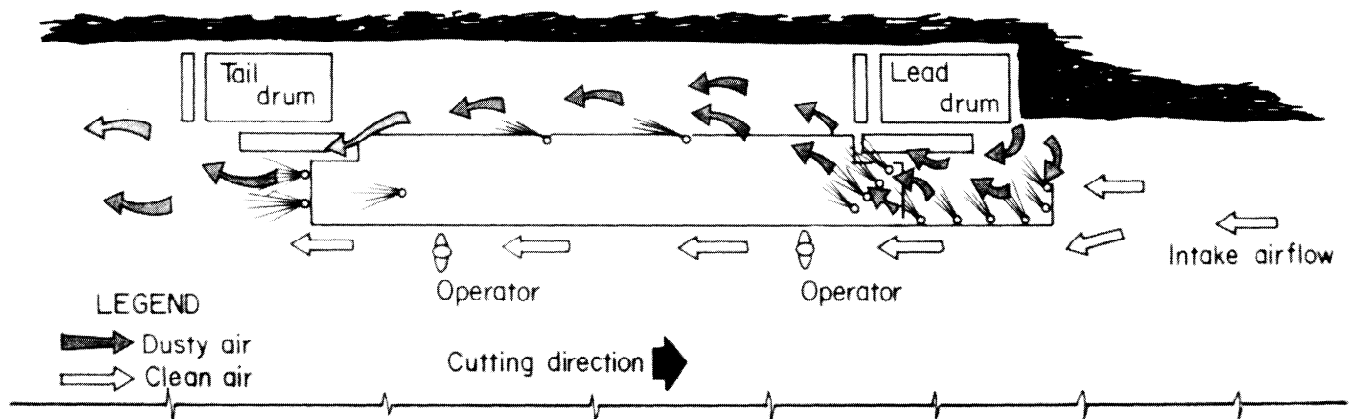 Tail
drum
Lead
drum
Intake airflow
Operator
Operator
LEGEND
Dusty air
Clean air
Cutting direction